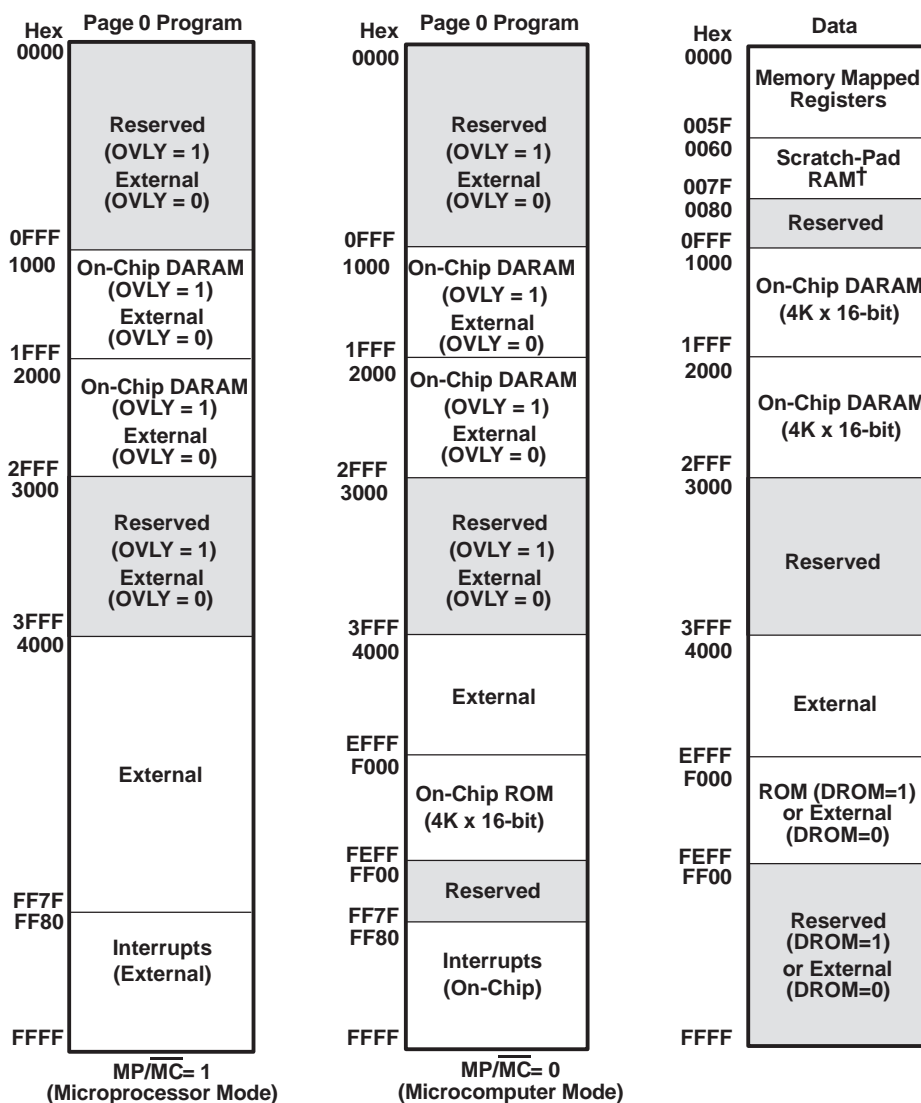 Hex
Page 0 Program
0000
Reserved
(OVLY = 1)
External
(OVLY = 0)
0FFF
1000
On-Chip DARAM
(OVLY = 1)
External
(OVLY = 0)
1FFF
2000
On-Chip DARAM
(OVLY = 1)
External
(OVLY = 0)
2FFF
3000
Reserved
(OVLY = 1)
External
(OVLY = 0)
3FFF
4000
External
FF7F
FF80
Interrupts
(External)
FFFF
MP/M̅C̅= 1
(Microprocessor Mode)
Hex
Page 0 Program
0000
Reserved
(OVLY = 1)
External
(OVLY = 0)
0FFF
1000
On-Chip DARAM
(OVLY = 1)
External
(OVLY = 0)
1FFF
2000
On-Chip DARAM
(OVLY = 1)
External
(OVLY = 0)
2FFF
3000
Reserved
(OVLY = 1)
External
(OVLY = 0)
3FFF
4000
External
EFFF
F000
On-Chip ROM
(4K x 16-bit)
FEFF
FF00
Reserved
FF7F
FF80
Interrupts
(On-Chip)
FFFF
MP/M̅C̅= 0
(Microcomputer Mode)
Hex
Data
0000
Memory Mapped
Registers
005F
0060
Scratch-Pad
RAM†
007F
0080
Reserved
0FFF
1000
On-Chip DARAM
(4K x 16-bit)
1FFF
2000
On-Chip DARAM
(4K x 16-bit)
2FFF
3000
Reserved
3FFF
4000
External
EFFF
F000
ROM (DROM=1)
or External
(DROM=0)
FEFF
FF00
Reserved
(DROM=1)
or External
(DROM=0)
FFFF